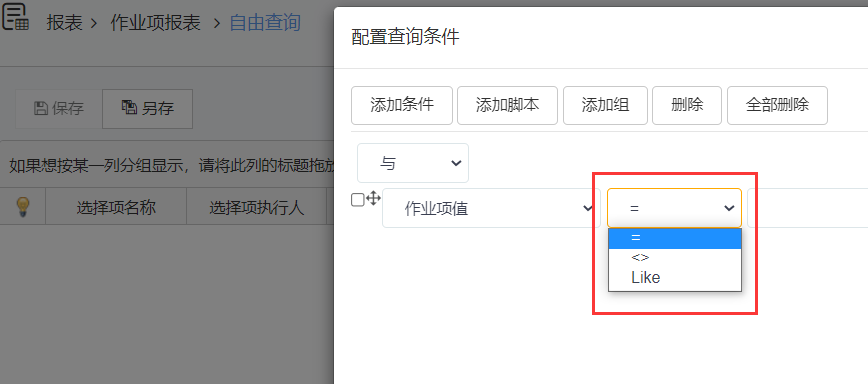 报表 > 作业项报表 > 自由查询
配置查询条件
保存 另存
添加条件 添加脚本 添加组 删除 全部删除
如果想按某一列分组显示，请将此列的标题拖放
与
选择项名称 选择项执行人
作业项值 =
=
<>
Like